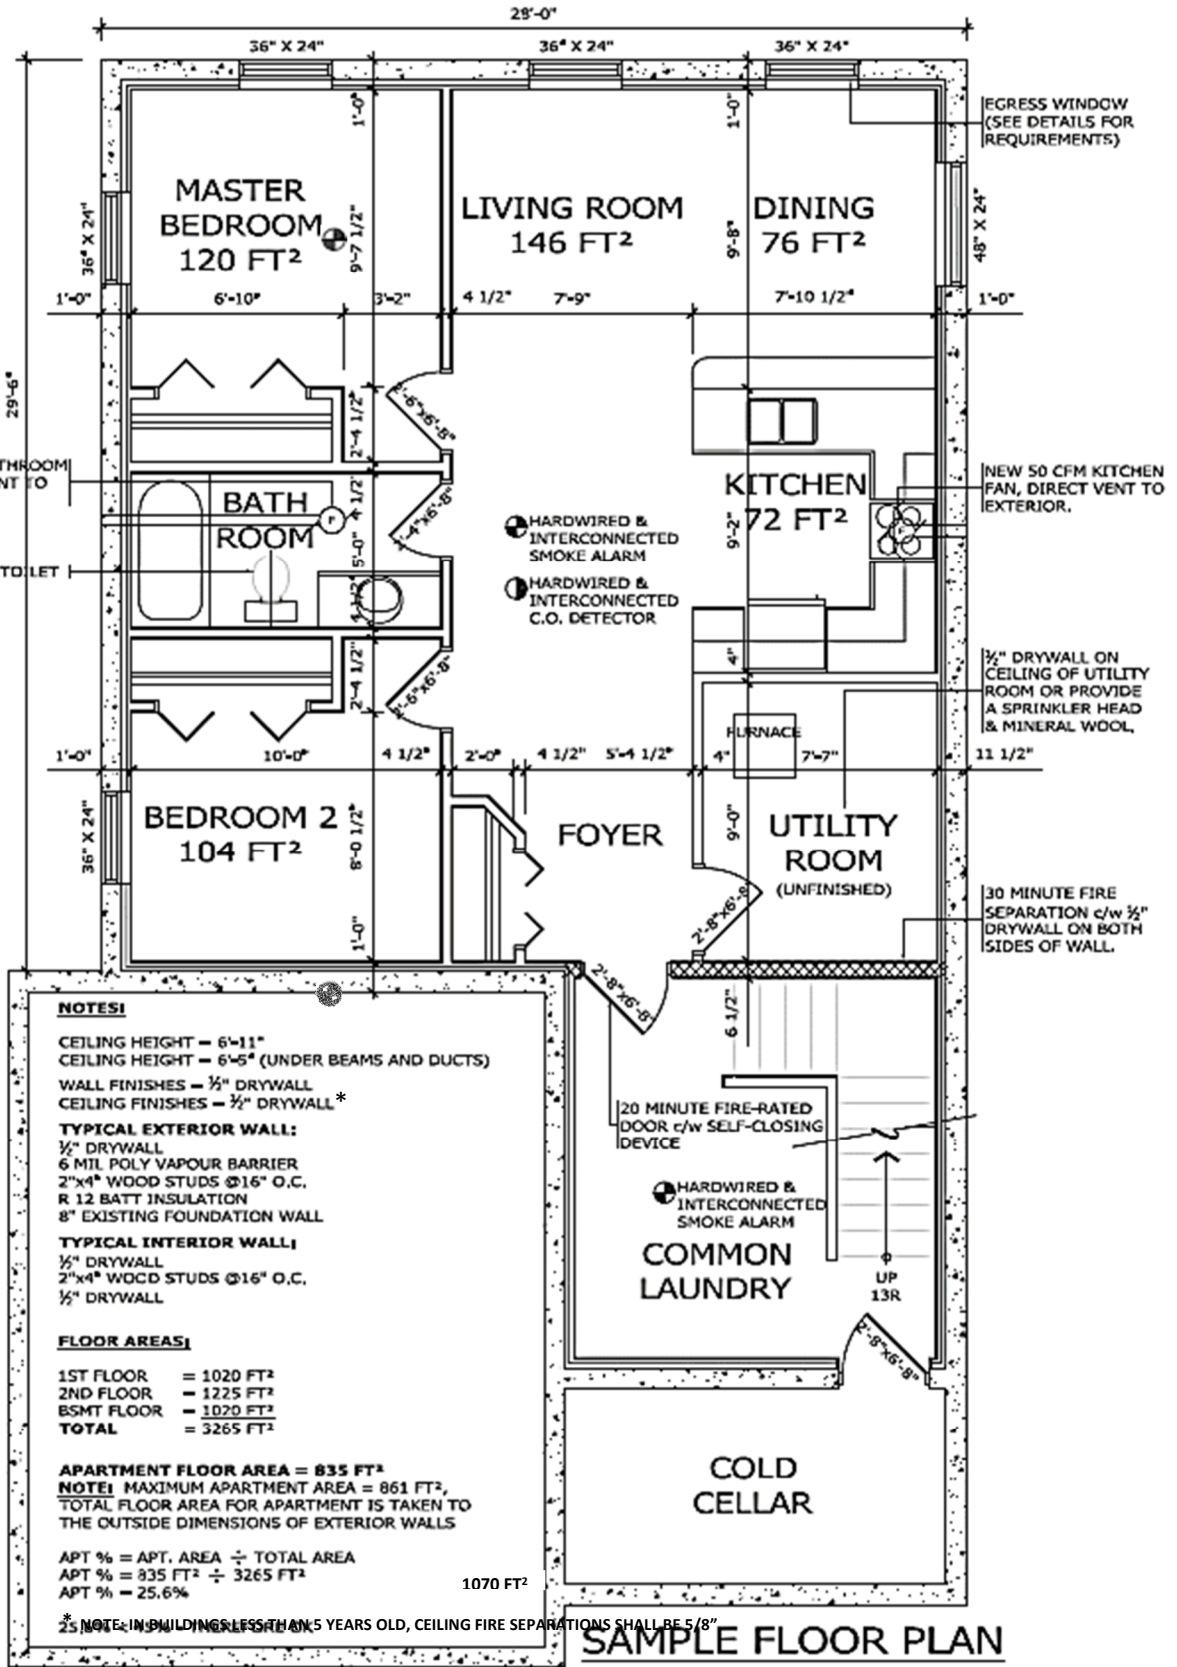 28'-0"
36" X 24"
36" X 24"
36" X 24"
EGRESS WINDOW
(SEE DETAILS FOR
REQUIREMENTS)
1'-0"
1'-0"
MASTER
BEDROOM
120 FT²
9'-7 1/2"
LIVING ROOM
146 FT²
9'-8"
DINING
76 FT²
36" X 24"
48" X 24"
1'-0"
6'-10"
3'-2"
4 1/2"
7'-9"
7'-10 1/2"
1'-0"
29'-6"
2'-4 1/2"
2'-6"x6'-8"
THROOM
NT TO
BATH
ROOM
F
4 1/2"
5'-0"
2'-4"x6'-8"
4 1/2"
TOILET
HARDWIRED &
INTERCONNECTED
SMOKE ALARM
HARDWIRED &
INTERCONNECTED
C.O. DETECTOR
KITCHEN
72 FT²
9'-2"
NEW 50 CFM KITCHEN
FAN, DIRECT VENT TO
EXTERIOR.
4"
2'-4 1/2"
2'-6"x6'-8"
½" DRYWALL ON
CEILING OF UTILITY
ROOM OR PROVIDE
A SPRINKLER HEAD
& MINERAL WOOL,
FURNACE
1'-0"
10'-0"
4 1/2"
2'-0"
4 1/2"
5'-4 1/2"
4"
7'-7"
11 1/2"
36" X 24"
BEDROOM 2
104 FT²
8'-0 1/2"
1'-0"
FOYER
9'-0"
UTILITY
ROOM
(UNFINISHED)
2'-8"x6'-8"
30 MINUTE FIRE
SEPARATION c/w ½"
DRYWALL ON BOTH
SIDES OF WALL.
2'-8"x6'-8"
6 1/2"
NOTES:
CEILING HEIGHT = 6'-11"
CEILING HEIGHT = 6'-5" (UNDER BEAMS AND DUCTS)
WALL FINISHES = ½" DRYWALL
CEILING FINISHES = ½" DRYWALL*
TYPICAL EXTERIOR WALL:
½" DRYWALL
6 MIL POLY VAPOUR BARRIER
2"x4" WOOD STUDS @16" O.C.
R 12 BATT INSULATION
8" EXISTING FOUNDATION WALL
TYPICAL INTERIOR WALL:
½" DRYWALL
2"x4" WOOD STUDS @16" O.C.
½" DRYWALL
FLOOR AREAS:
1ST FLOOR = 1020 FT²
2ND FLOOR = 1225 FT²
BSMT FLOOR = 1020 FT²
TOTAL = 3265 FT²
APARTMENT FLOOR AREA = 835 FT²
NOTE: MAXIMUM APARTMENT AREA = 861 FT²,
TOTAL FLOOR AREA FOR APARTMENT IS TAKEN TO
THE OUTSIDE DIMENSIONS OF EXTERIOR WALLS
APT % = APT. AREA ÷ TOTAL AREA
APT % = 835 FT² ÷ 3265 FT²
APT % = 25.6%
1070 FT²
* NOTE: IN BUILDINGS LESS THAN 5 YEARS OLD, CEILING FIRE SEPARATIONS SHALL BE 5/8"
20 MINUTE FIRE-RATED
DOOR c/w SELF-CLOSING
DEVICE
HARDWIRED &
INTERCONNECTED
SMOKE ALARM
COMMON
LAUNDRY
UP
13R
2'-8"x6'-8"
COLD
CELLAR
SAMPLE FLOOR PLAN